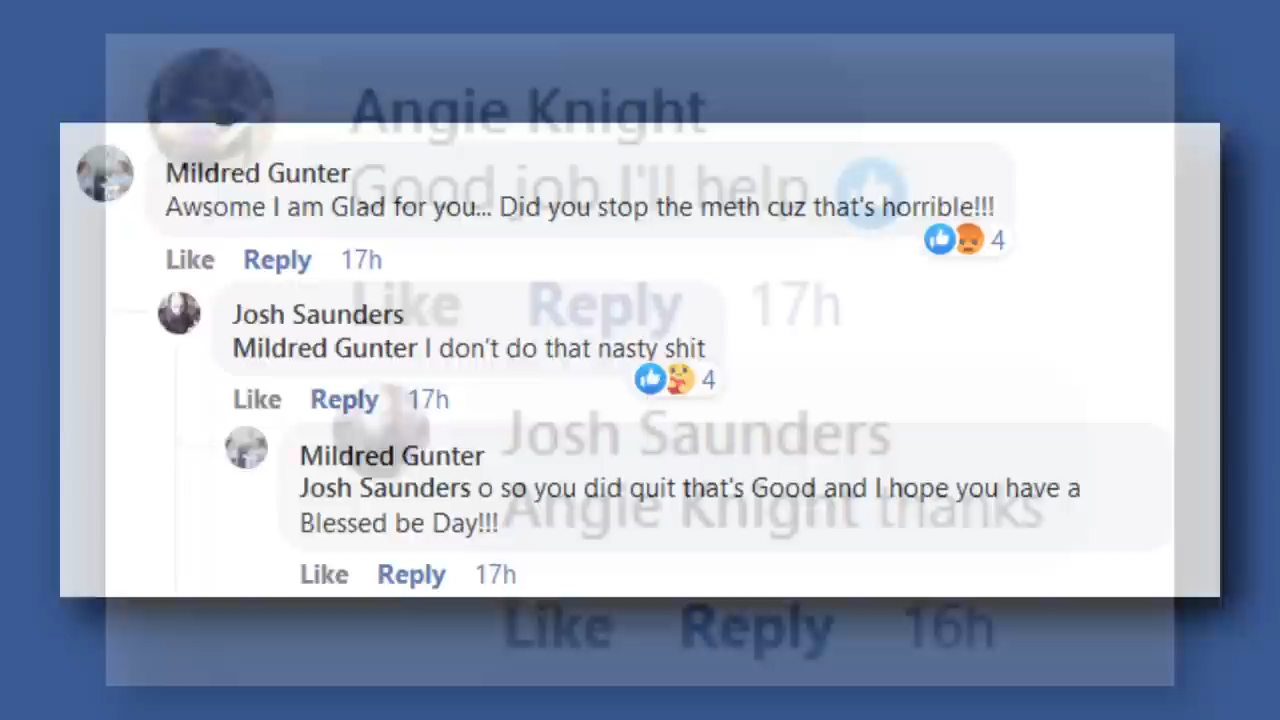 Angie Knight
Good job I'll help
Like Reply 17h
Josh Saunders
Angie Knight thanks
Like Reply 16h
Mildred Gunter
Awsome I am Glad for you... Did you stop the meth cuz that's horrible!!!
4
Like Reply 17h
Josh Saunders
Mildred Gunter I don't do that nasty shit
4
Like Reply 17h
Mildred Gunter
Josh Saunders o so you did quit that's Good and I hope you have a
Blessed be Day!!!
Like Reply 17h